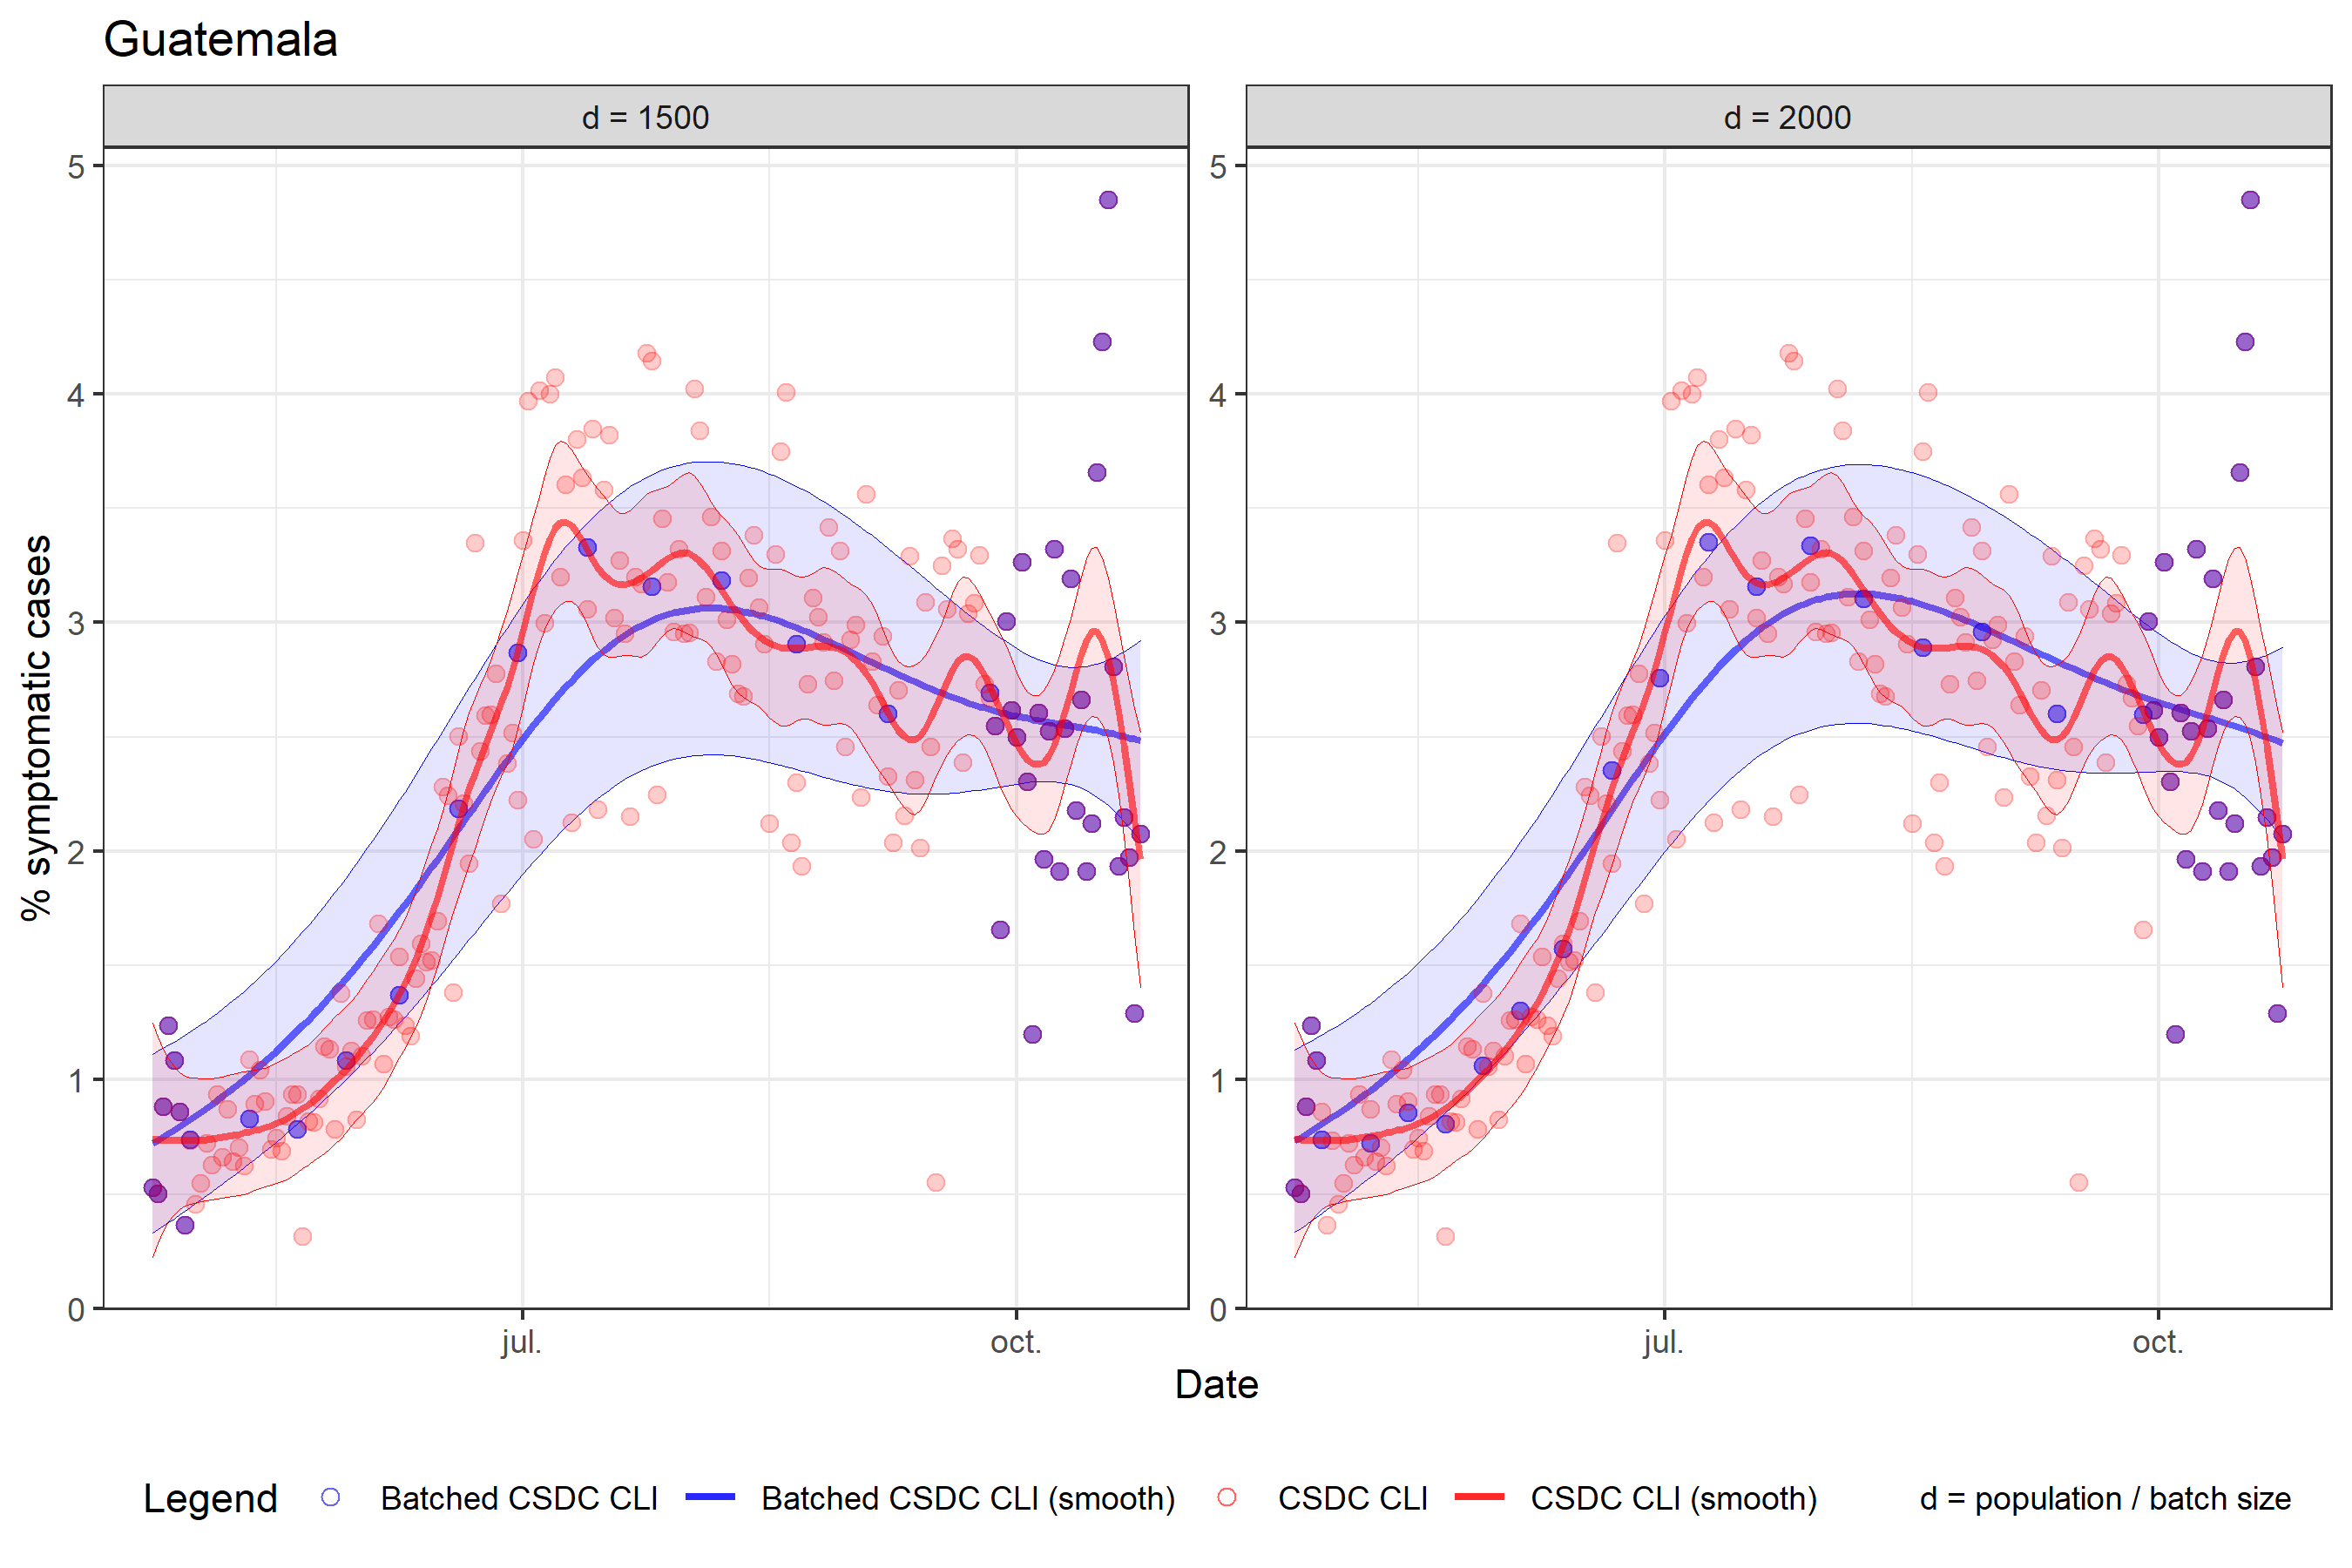 Guatemala
d = 1500
d = 2000
% symptomatic cases
5
4
3
2
1
0
5
4
3
2
1
0
jul.
oct.
jul.
oct.
Date
Legend
Batched CSDC CLI
Batched CSDC CLI (smooth)
CSDC CLI
CSDC CLI (smooth)
d = population / batch size